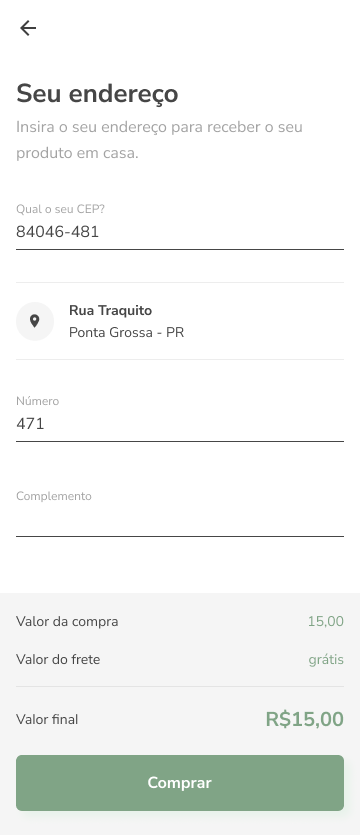 Seu endereço
Insira o seu endereço para receber o seu
produto em casa.
Qual o seu CEP?
84046-481
Rua Traquito
Ponta Grossa - PR
Número
471
Complemento
Valor da compra 15,00
Valor do frete grátis
Valor final R$15,00
Comprar